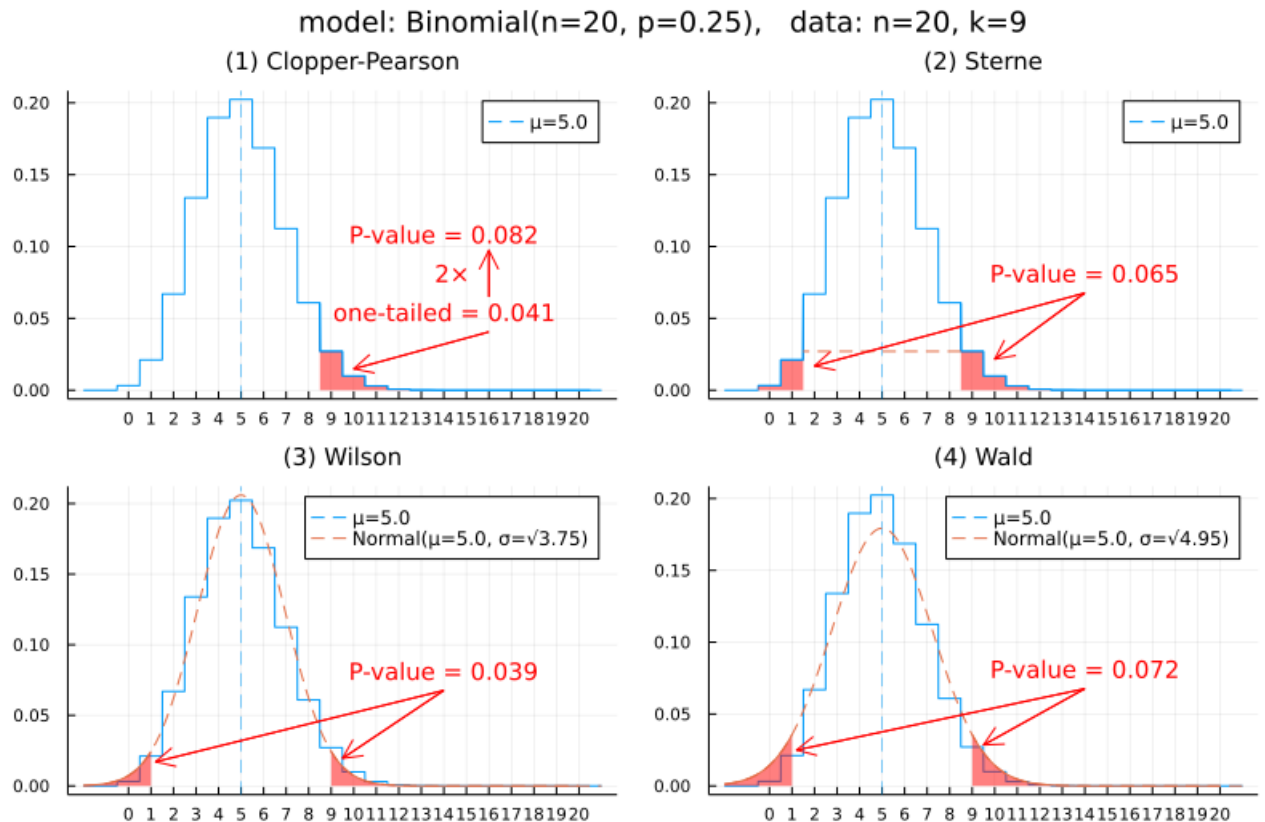 model: Binomial(n=20, p=0.25),   data: n=20, k=9
(1) Clopper-Pearson
0.20
0.15
0.10
0.05
0.00
μ=5.0
P-value = 0.082
2×
one-tailed = 0.041
0 1 2 3 4 5 6 7 8 9 10 11 12 13 14 15 16 17 18 19 20
(2) Sterne
0.20
0.15
0.10
0.05
0.00
μ=5.0
P-value = 0.065
0 1 2 3 4 5 6 7 8 9 10 11 12 13 14 15 16 17 18 19 20
(3) Wilson
0.20
0.15
0.10
0.05
0.00
μ=5.0
Normal(μ=5.0, σ=√3.75)
P-value = 0.039
0 1 2 3 4 5 6 7 8 9 10 11 12 13 14 15 16 17 18 19 20
(4) Wald
0.20
0.15
0.10
0.05
0.00
μ=5.0
Normal(μ=5.0, σ=√4.95)
P-value = 0.072
0 1 2 3 4 5 6 7 8 9 10 11 12 13 14 15 16 17 18 19 20